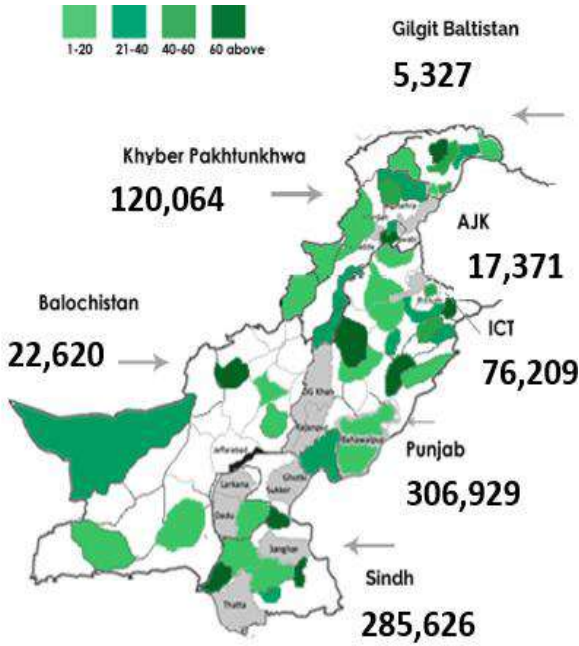 1-20 21-40 40-60 60 above
Gilgit Baltistan
5,327
Khyber Pakhtunkhwa
120,064
AJK
17,371
Balochistan
22,620
ICT
76,209
DG Khan
Rajanpur
Bahawalpur
Punjab
306,929
Jaffarabad
Larkana
Ghotki
Sukker
Dadu
Sanghar
Sindh
285,626
Thatta